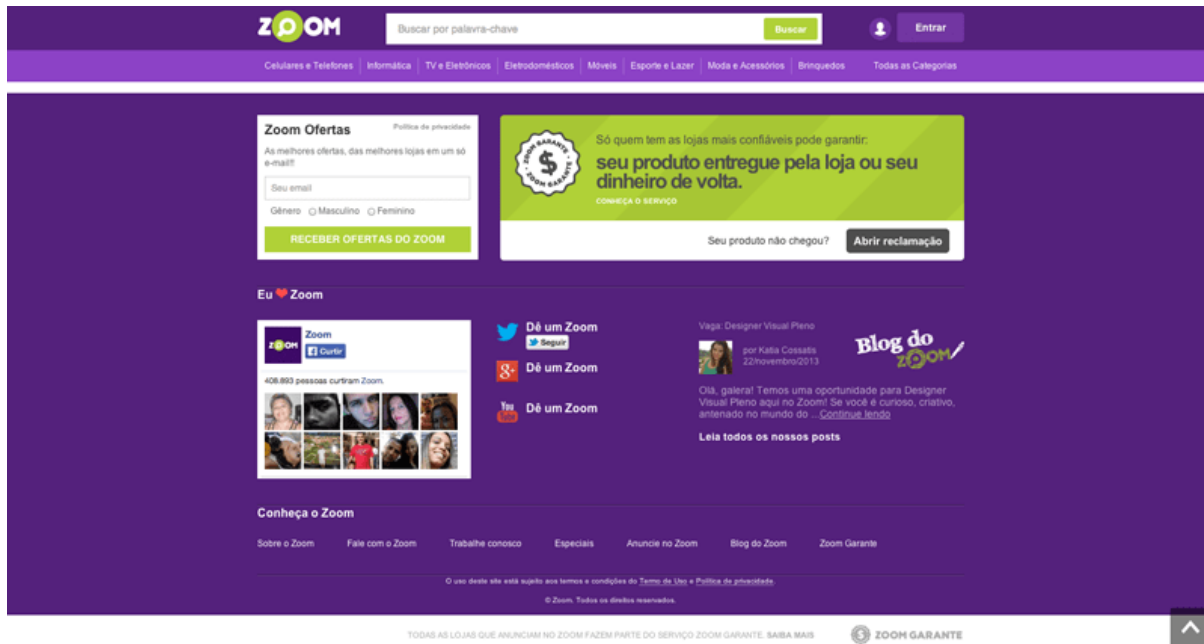 ZOOM
Buscar por palavra-chave
Buscar
Entrar
Celulares e Telefones
Informática
TV e Eletrônicos
Eletrodomésticos
Móveis
Esporte e Lazer
Moda e Acessórios
Brinquedos
Todas as Categorias
Zoom Ofertas
Política de privacidade
As melhores ofertas, das melhores lojas em um só
e-mail!!
Seu email
Gênero Masculino Feminino
RECEBER OFERTAS DO ZOOM
ZOOM GARANTE
ZOOM GARANTE
$
Só quem tem as lojas mais confiáveis pode garantir:
seu produto entregue pela loja ou seu
dinheiro de volta.
CONHEÇA O SERVIÇO
Seu produto não chegou?
Abrir reclamação
Eu ❤ Zoom
ZOOM
Zoom
Curtir
408.893 pessoas curtiram Zoom.
Dê um Zoom
Seguir
8+
Dê um Zoom
You
Tube
Dê um Zoom
Vaga: Designer Visual Pleno
por Katia Cossatis
22/novembro/2013
Blog do
ZOOM
Olá, galera! Temos uma oportunidade para Designer
Visual Pleno aqui no Zoom! Se você é curioso, criativo,
antenado no mundo do ...Continue lendo
Leia todos os nossos posts
Conheça o Zoom
Sobre o Zoom
Fale com o Zoom
Trabalhe conosco
Especiais
Anuncie no Zoom
Blog do Zoom
Zoom Garante
O uso deste site está sujeito aos termos e condições do Termo de Uso e Política de privacidade.
© Zoom. Todos os direitos reservados.
TODAS AS LOJAS QUE ANUNCIAM NO ZOOM FAZEM PARTE DO SERVIÇO ZOOM GARANTE. SAIBA MAIS
$ ZOOM GARANTE